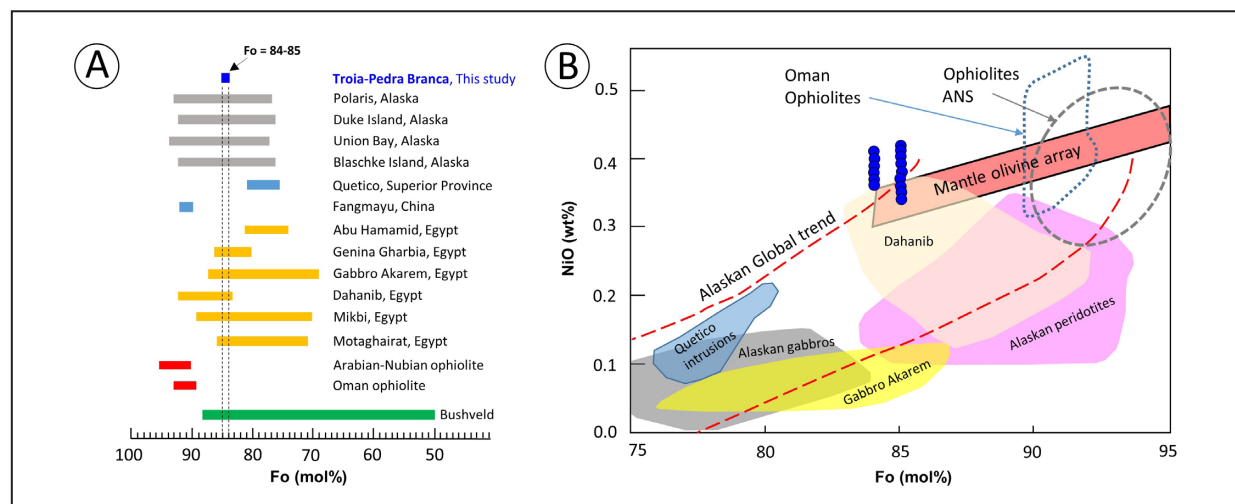 A
Fo = 84-85
Troia-Pedra Branca, This study
Polaris, Alaska
Duke Island, Alaska
Union Bay, Alaska
Blaschke Island, Alaska
Quetico, Superior Province
Fangmayu, China
Abu Hamamid, Egypt
Genina Gharbia, Egypt
Gabbro Akarem, Egypt
Dahanib, Egypt
Mikbi, Egypt
Motaghairat, Egypt
Arabian-Nubian ophiolite
Oman ophiolite
Bushveld
100 90 80 70 60 50
Fo (mol%)
B
NiO (wt%)
0.5
0.4
0.3
0.2
0.1
0.0
Oman
Ophiolites
Ophiolites
ANS
Mantle olivine array
Alaskan Global trend
Dahanib
Quetico
intrusions
Alaskan gabbros
Alaskan peridotites
Gabbro Akarem
75 80 85 90 95
Fo (mol%)